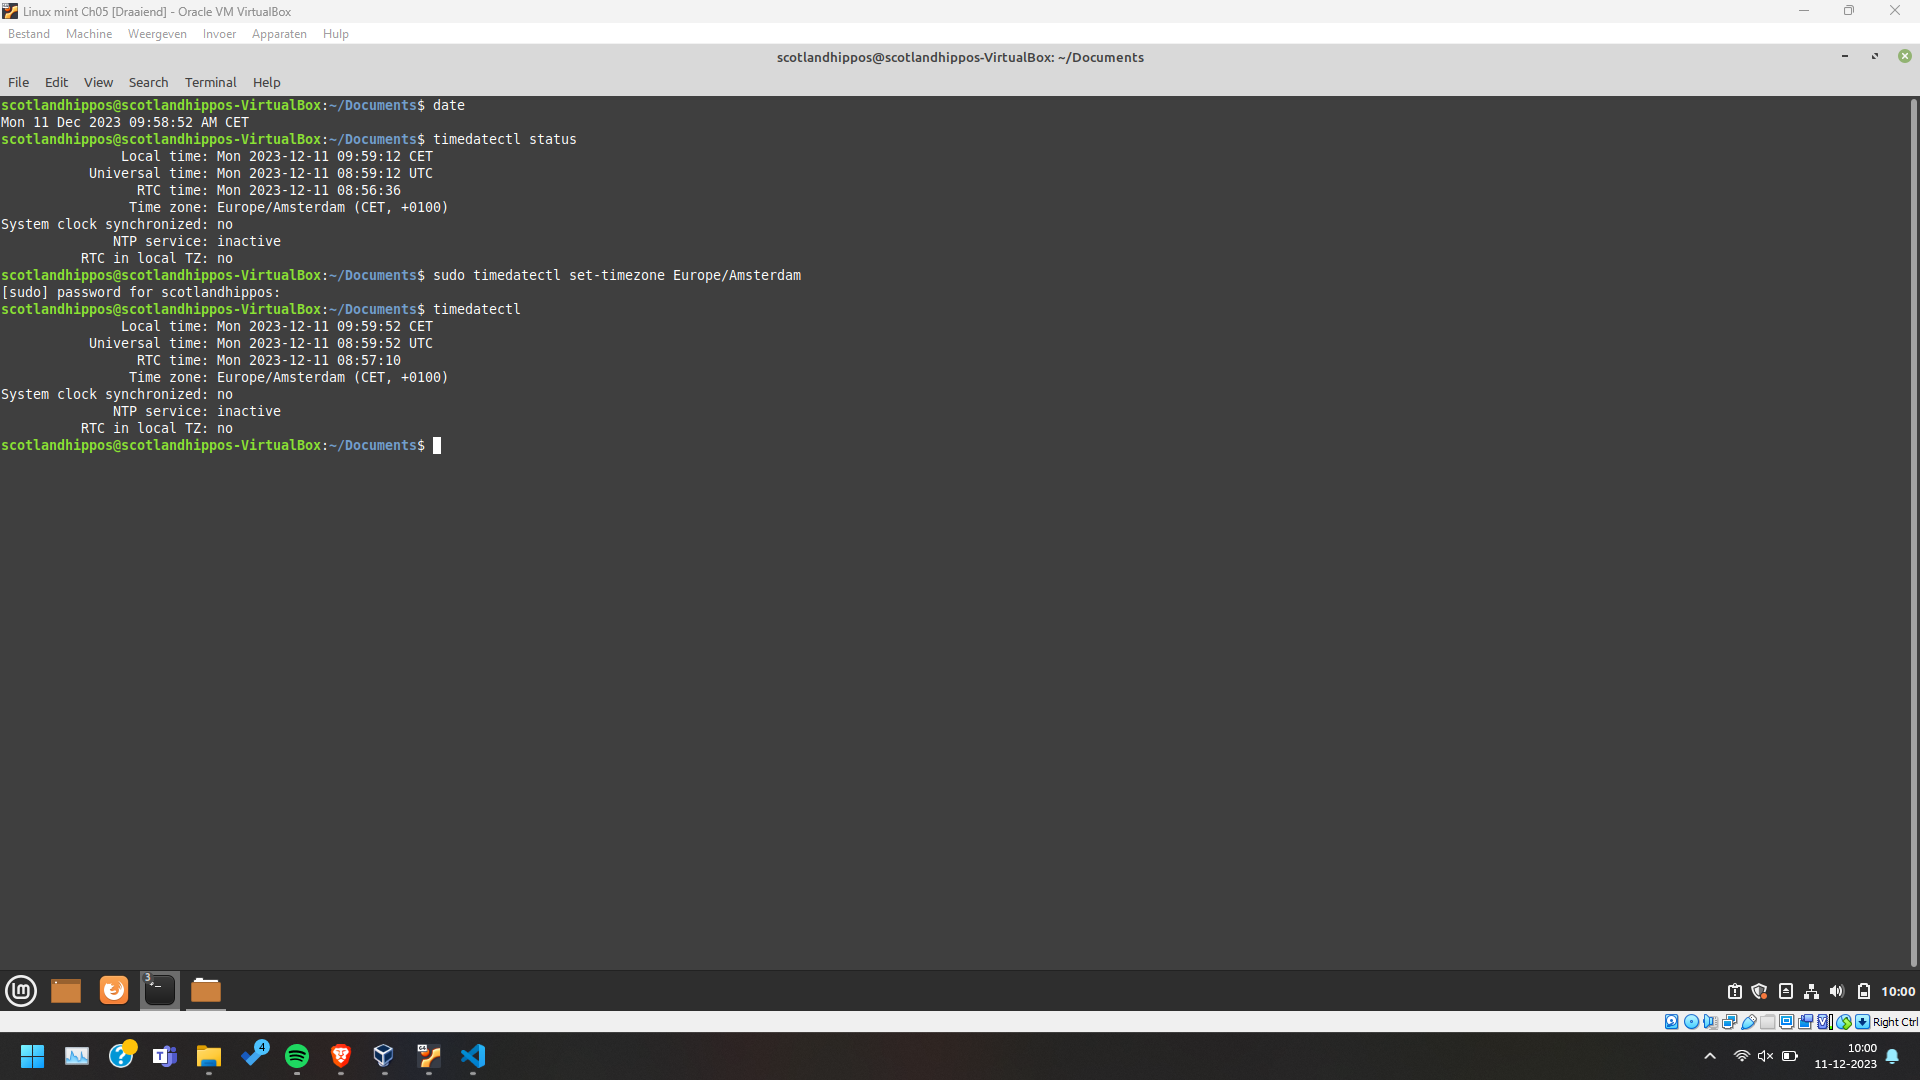 Linux mint Ch05 [Draaiend] - Oracle VM VirtualBox
Bestand Machine Weergeven Invoer Apparaten Hulp
scotlandhippos@scotlandhippos-VirtualBox: ~/Documents
File Edit View Search Terminal Help
scotlandhippos@scotlandhippos-VirtualBox:~/Documents$ date
Mon 11 Dec 2023 09:58:52 AM CET
scotlandhippos@scotlandhippos-VirtualBox:~/Documents$ timedatectl status
Local time: Mon 2023-12-11 09:59:12 CET
Universal time: Mon 2023-12-11 08:59:12 UTC
RTC time: Mon 2023-12-11 08:56:36
Time zone: Europe/Amsterdam (CET, +0100)
System clock synchronized: no
NTP service: inactive
RTC in local TZ: no
scotlandhippos@scotlandhippos-VirtualBox:~/Documents$ sudo timedatectl set-timezone Europe/Amsterdam
[sudo] password for scotlandhippos:
scotlandhippos@scotlandhippos-VirtualBox:~/Documents$ timedatectl
Local time: Mon 2023-12-11 09:59:52 CET
Universal time: Mon 2023-12-11 08:59:52 UTC
RTC time: Mon 2023-12-11 08:57:10
Time zone: Europe/Amsterdam (CET, +0100)
System clock synchronized: no
NTP service: inactive
RTC in local TZ: no
scotlandhippos@scotlandhippos-VirtualBox:~/Documents$
3
10:00
Right Ctrl
4
10:00
11-12-2023